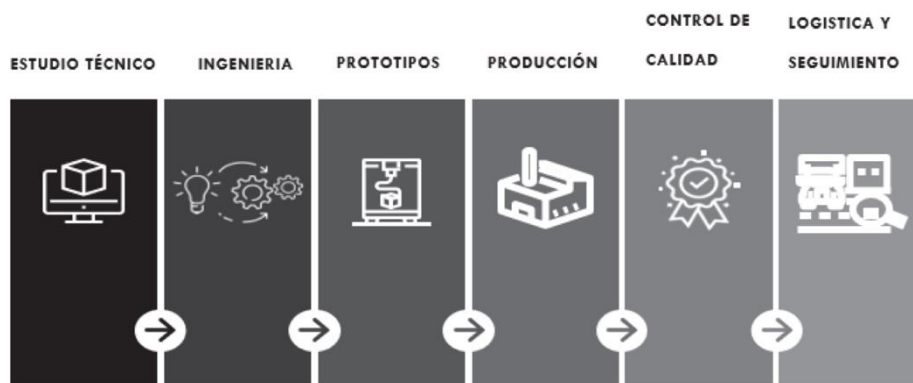 ESTUDIO TÉCNICO
INGENIERIA
PROTOTIPOS
PRODUCCIÓN
CONTROL DE
CALIDAD
LOGISTICA Y
SEGUIMIENTO